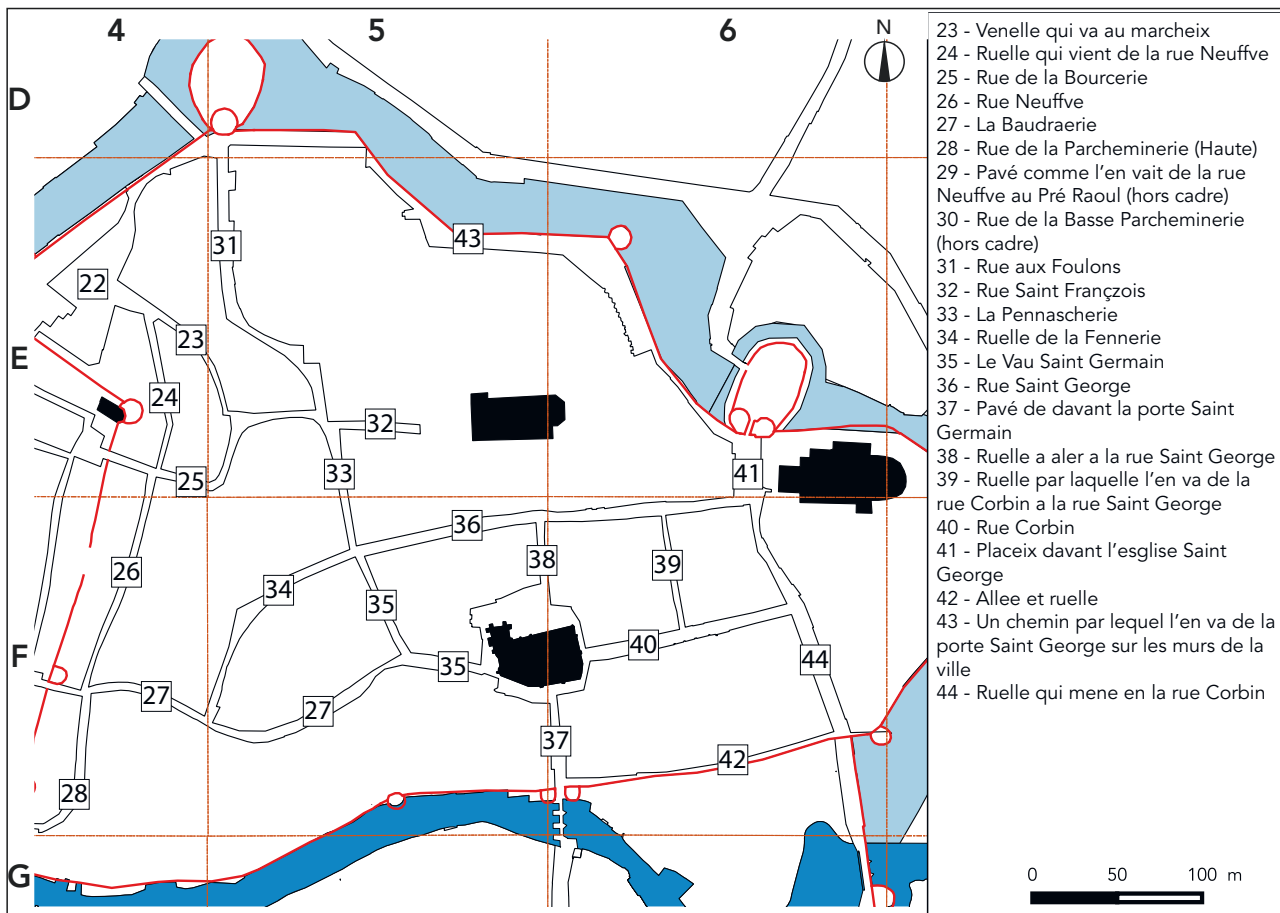 4 5 6 N
D
31
43
22
23
E
24
32
33
25
41
36
38
39
26
34
35
40
F
35
44
27
27
37
42
28
G
23 - Venelle qui va au marcheix
24 - Ruelle qui vient de la rue Neuffve
25 - Rue de la Bourcerie
26 - Rue Neuffve
27 - La Baudraerie
28 - Rue de la Parcheminerie (Haute)
29 - Pavé comme l'en vait de la rue
Neuffve au Pré Raoul (hors cadre)
30 - Rue de la Basse Parcheminerie
(hors cadre)
31 - Rue aux Foulons
32 - Rue Saint Françzois
33 - La Pennascherie
34 - Ruelle de la Fennerie
35 - Le Vau Saint Germain
36 - Rue Saint George
37 - Pavé de davant la porte Saint
Germain
38 - Ruelle a aler a la rue Saint George
39 - Ruelle par laquelle l'en va de la
rue Corbin a la rue Saint George
40 - Rue Corbin
41 - Placeix davant l'esglise Saint
George
42 - Allee et ruelle
43 - Un chemin par lequel l'en va de la
porte Saint George sur les murs de la
ville
44 - Ruelle qui mene en la rue Corbin
0 50 100 m